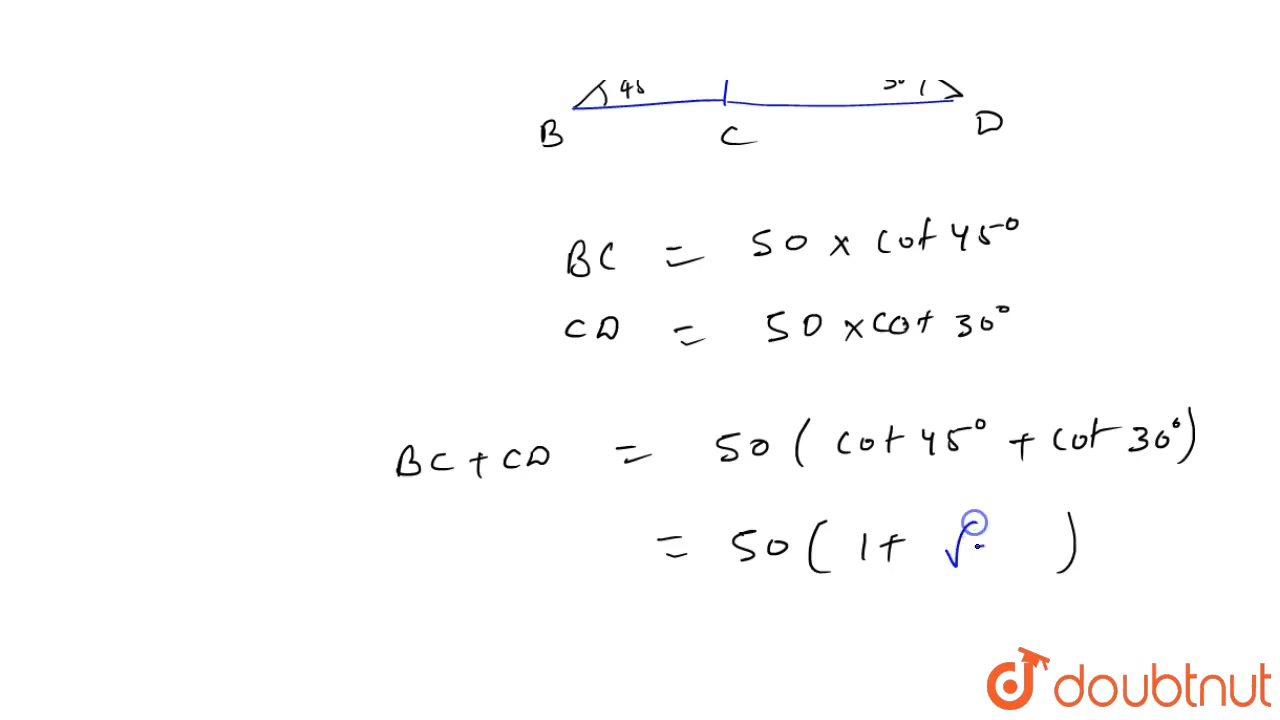 45
30
B C D
BC = 50 × cot 45°
CD = 50 × cot 30°
BC + CD = 50 ( cot 45° + cot 30° )
= 50 ( 1 + √ )
doubtnut